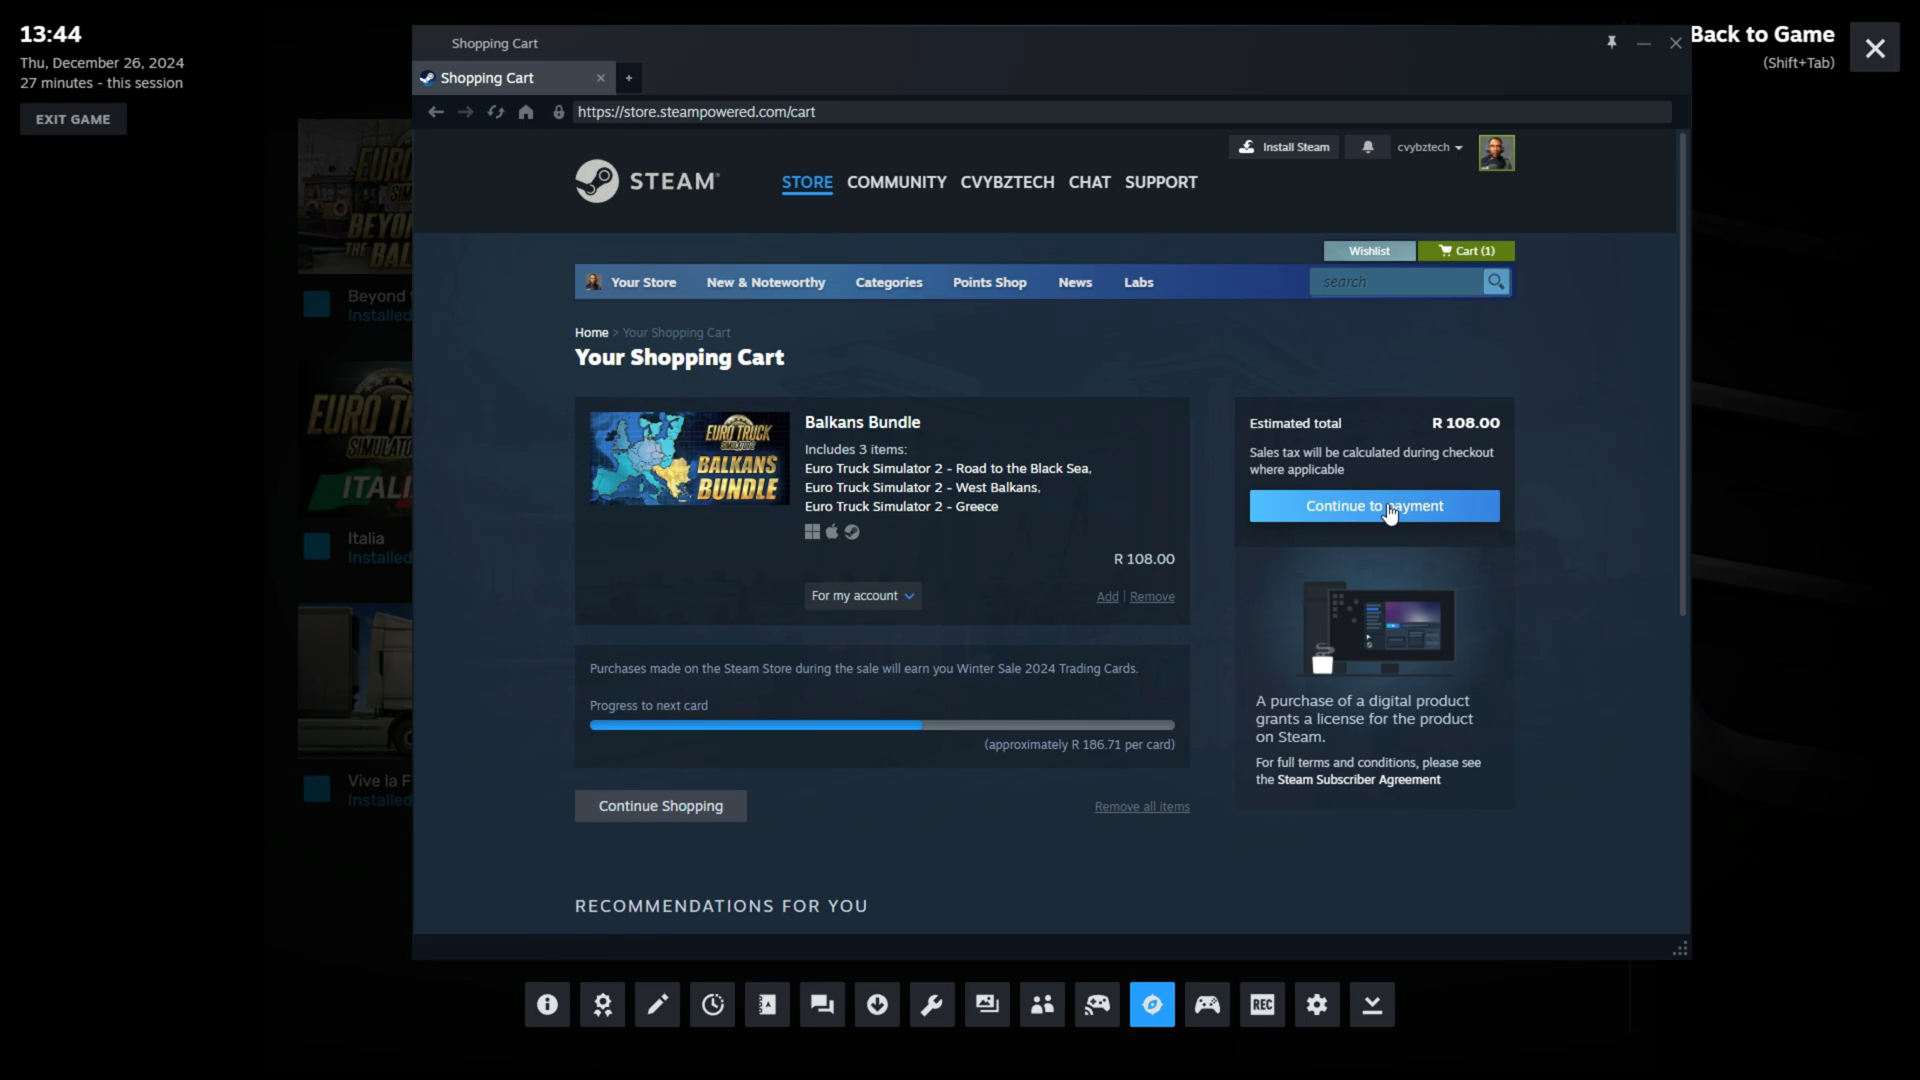 13:44
Thu, December 26, 2024
27 minutes - this session
EXIT GAME
Back to Game
(Shift+Tab)
Shopping Cart
Shopping Cart
https://store.steampowered.com/cart
Install Steam
cvybztech
STEAM
STORE COMMUNITY CVYBZTECH CHAT SUPPORT
Wishlist
Cart (1)
Your Store New & Noteworthy Categories Points Shop News Labs
search
Home > Your Shopping Cart
Your Shopping Cart
EURO TRUCK
SIMULATOR 2
BALKANS
BUNDLE
Balkans Bundle
Includes 3 items:
Euro Truck Simulator 2 - Road to the Black Sea,
Euro Truck Simulator 2 - West Balkans,
Euro Truck Simulator 2 - Greece
R 108.00
For my account
Add | Remove
Estimated total R 108.00
Sales tax will be calculated during checkout
where applicable
Continue to payment
Purchases made on the Steam Store during the sale will earn you Winter Sale 2024 Trading Cards.
Progress to next card
(approximately R 186.71 per card)
A purchase of a digital product
grants a license for the product
on Steam.
For full terms and conditions, please see
the Steam Subscriber Agreement
Continue Shopping
Remove all items
RECOMMENDATIONS FOR YOU
Beyond
Installed
Italia
Installed
Vive la F
Installed
REC